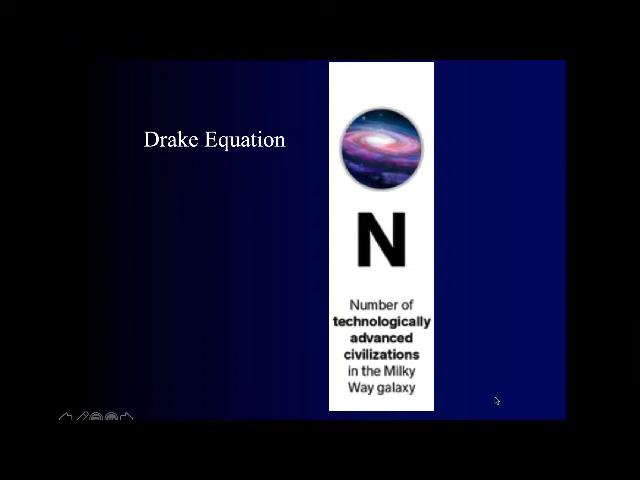 Drake Equation
N
Number of
technologically
advanced
civilizations
in the Milky
Way galaxy